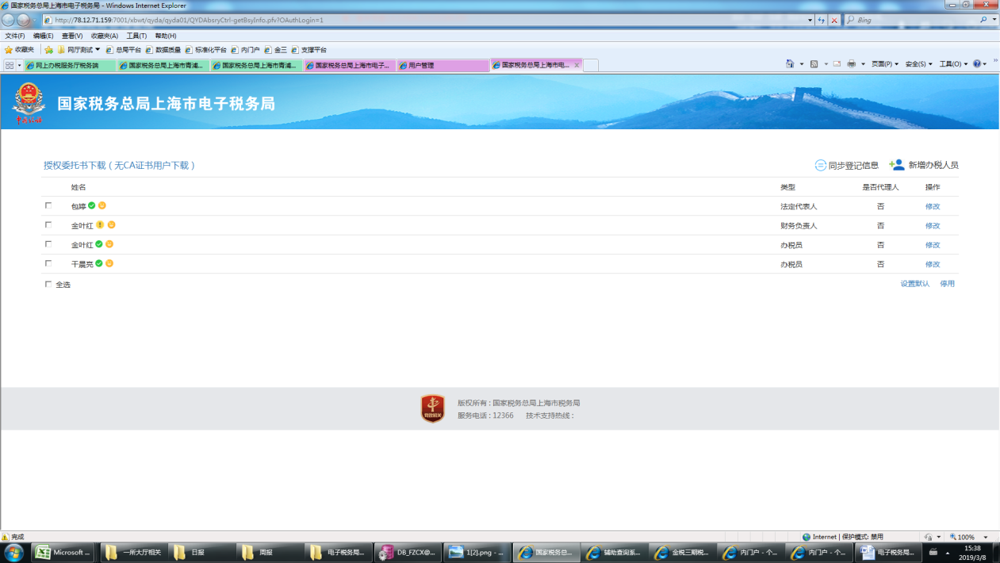 国家税务总局上海市电子税务局 - Windows Internet Explorer
http://78.12.71.159:7001/xbwt/qyda/qyda01/QYDAbsryCtrl-getBsyInfo.pfv?OAuthLogin=1 Bing
文件(F) 编辑(E) 查看(V) 收藏夹(A) 工具(T) 帮助(H)
收藏夹 网厅测试 总局平台 数据质量 标准化平台 内门户 金三 支撑平台
网上办税服务厅税务端 国家税务总局上海市青浦... 国家税务总局上海市青浦... 国家税务总局上海市电子... 用户管理 国家税务总局上海市电... 页面(P) 安全(S) 工具(O)
国家税务总局上海市电子税务局
授权委托书下载（无CA证书用户下载） 同步登记信息 新增办税人员
姓名 类型 是否代理人 操作
包婷 法定代表人 否 修改
金叶红 财务负责人 否 修改
金叶红 办税员 否 修改
干晨亮 办税员 否 修改
全选 设置默认 停用
党政机关
版权所有：国家税务总局上海市税务局
服务电话：12366 技术支持热线：
完成 Internet | 保护模式: 禁用 100%
Microsoft ... 一所大厅相关 日报 周报 电子税务局... DB_FZCX@... 1[2].png - ... 国家税务总... 辅助查询系... 金税三期税... 内门户 - 个... 内门户 - 个... 电子税务局... 15:38
2019/3/8